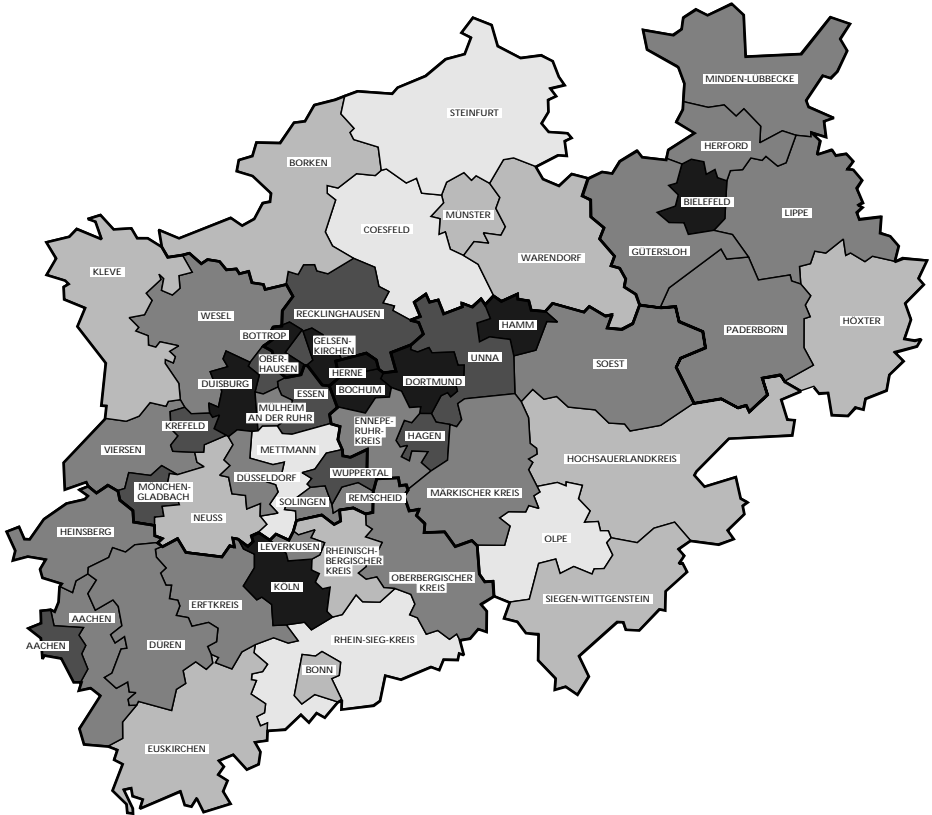 MINDEN-LÜBBECKE
STEINFURT
HERFORD
BORKEN
BIELEFELD
LIPPE
MÜNSTER
COESFELD
GÜTERSLOH
WARENDORF
KLEVE
WESEL
RECKLINGHAUSEN
HÖXTER
HAMM
PADERBORN
BOTTROP
GELSEN-
KIRCHEN
UNNA
OBER-
HAUSEN
SOEST
HERNE
DUISBURG
DORTMUND
BOCHUM
ESSEN
MÜLHEIM
AN DER RUHR
KREFELD
ENNEPE-
RUHR-
KREIS
HAGEN
VIERSEN
METTMANN
HOCHSAUERLANDKREIS
WUPPERTAL
DÜSSELDORF
MÖNCHEN-
GLADBACH
MÄRKISCHER KREIS
REMSCHEID
SOLINGEN
NEUSS
HEINSBERG
OLPE
LEVERKUSEN
RHEINISCH-
BERGISCHER
KREIS
OBERBERGISCHER
KREIS
KÖLN
SIEGEN-WITTGENSTEIN
ERFTKREIS
AACHEN
RHEIN-SIEG-KREIS
AACHEN
DÜREN
BONN
EUSKIRCHEN